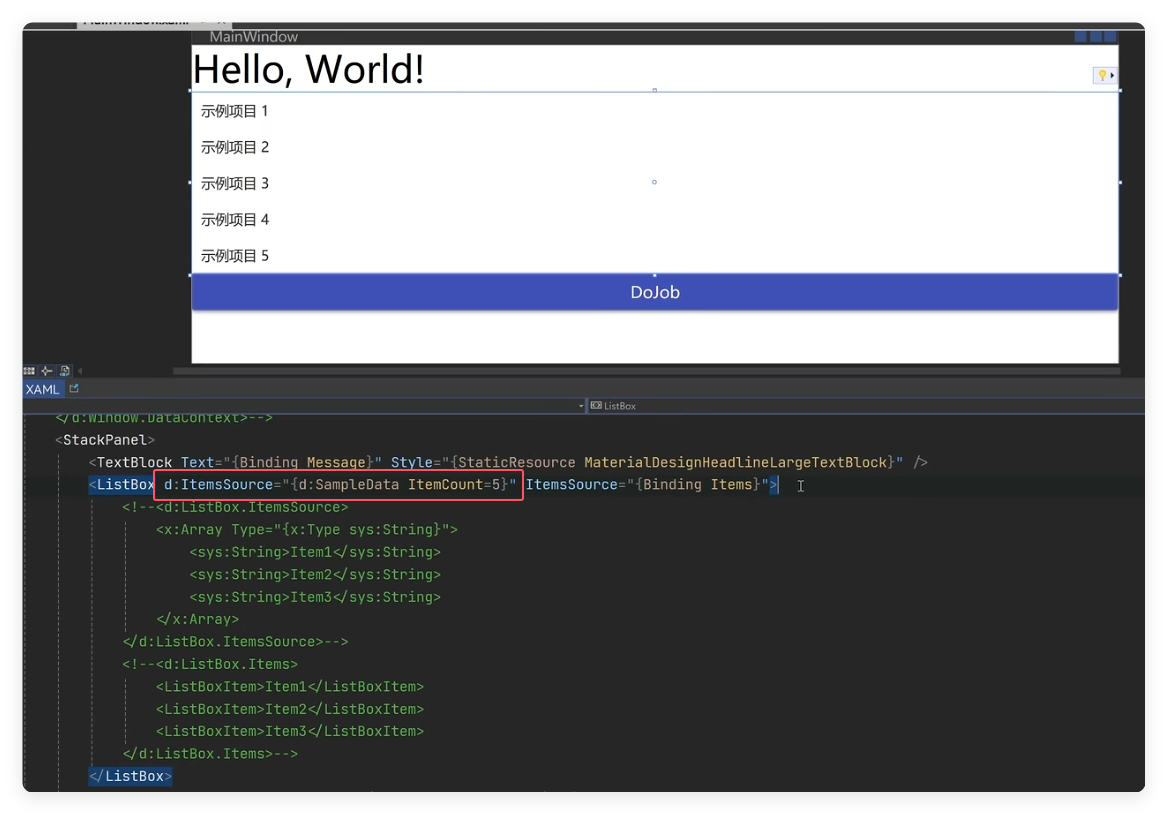 MainWindow
Hello, World!
示例项目 1
示例项目 2
示例项目 3
示例项目 4
示例项目 5
DoJob
XAML
ListBox
</d:Window.DataContext>-->
<StackPanel>
<TextBlock Text="{Binding Message}" Style="{StaticResource MaterialDesignHeadlineLargeTextBlock}" />
<ListBox d:ItemsSource="{d:SampleData ItemCount=5}" ItemsSource="{Binding Items}">
<!--<d:ListBox.ItemsSource>
<x:Array Type="{x:Type sys:String}">
<sys:String>Item1</sys:String>
<sys:String>Item2</sys:String>
<sys:String>Item3</sys:String>
</x:Array>
</d:ListBox.ItemsSource>-->
<!--<d:ListBox.Items>
<ListBoxItem>Item1</ListBoxItem>
<ListBoxItem>Item2</ListBoxItem>
<ListBoxItem>Item3</ListBoxItem>
</d:ListBox.Items>-->
</ListBox>